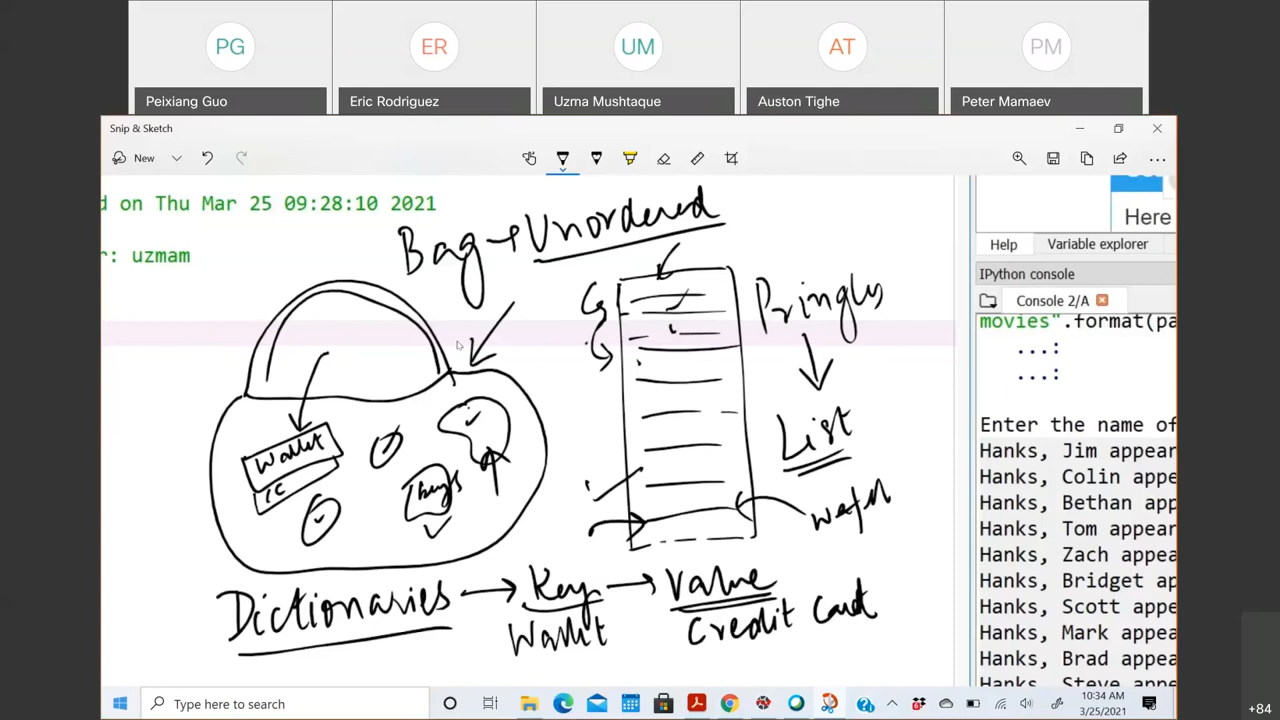 PG
ER
UM
AT
PM
Peixiang Guo
Eric Rodriguez
Uzma Mushtaque
Auston Tighe
Peter Mamaev
Snip & Sketch
New
d on Thu Mar 25 09:28:10 2021
r: uzmam
Bag → Unordered
Pringles
List
Wallet
Dictionaries → Key → Value
Wallet
Credit Card
Here
Help
Variable explorer
IPython console
Console 2/A
movies".format(pa
...:
...:
Enter the name of
Hanks, Jim appear
Hanks, Colin appe
Hanks, Bethan app
Hanks, Tom appear
Hanks, Zach appea
Hanks, Bridget ap
Hanks, Scott appe
Hanks, Mark appea
Hanks, Brad appea
Hanks, Steve appe
Type here to search
10:34 AM
3/25/2021
+84